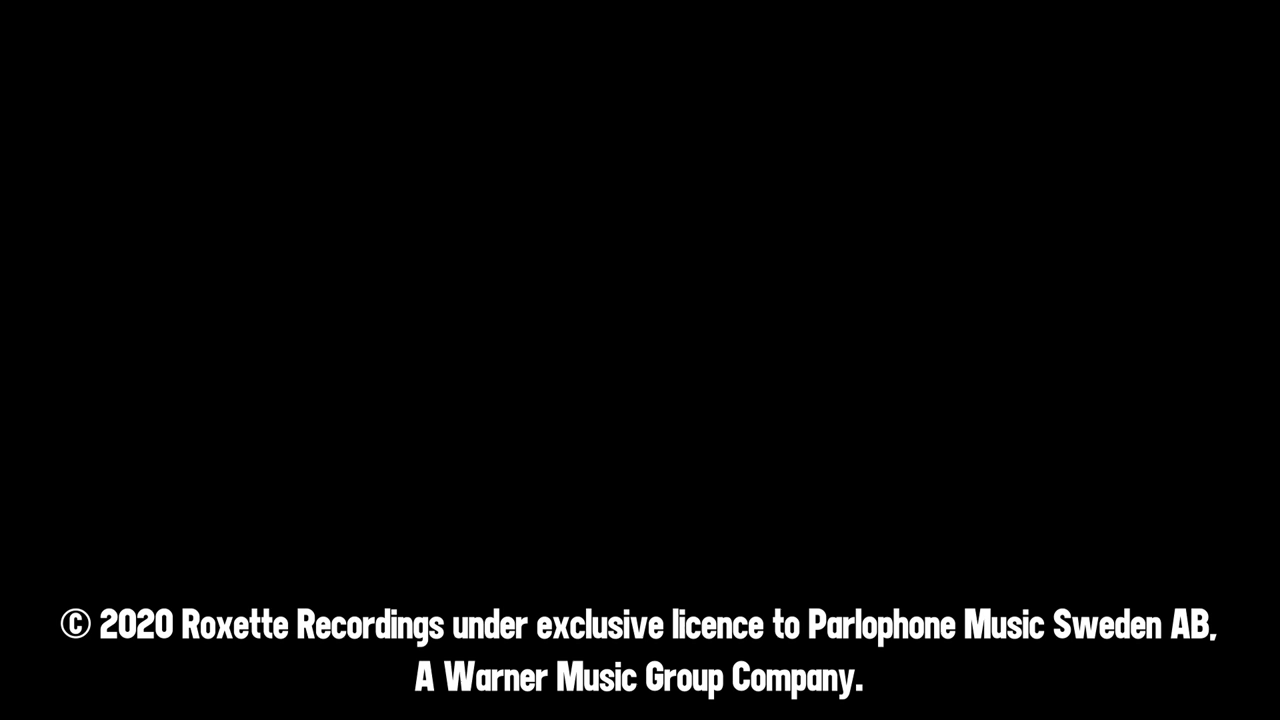 © 2020 Roxette Recordings under exclusive licence to Parlophone Music Sweden AB,
A Warner Music Group Company.